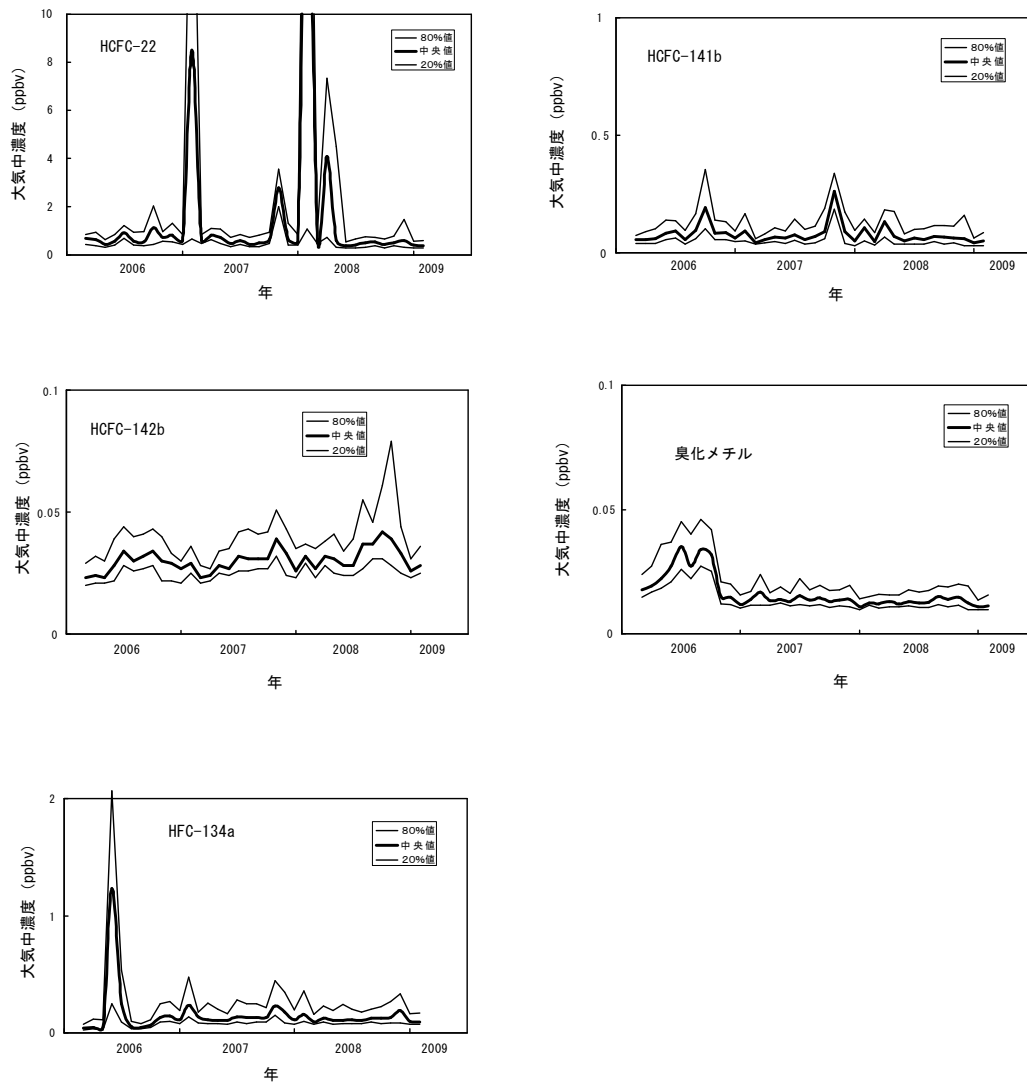 HCFC-22
80%値
中央値
20%値
大気中濃度 (ppbv)
10
8
6
4
2
0
2006
2007
2008
2009
年
HCFC-141b
80%値
中央値
20%値
大気中濃度 (ppbv)
1
0.5
0
2006
2007
2008
2009
年
HCFC-142b
80%値
中央値
20%値
大気中濃度 (ppbv)
0.1
0.05
0
2006
2007
2008
2009
年
臭化メチル
80%値
中央値
20%値
大気中濃度 (ppbv)
0.1
0.05
0
2006
2007
2008
2009
年
HFC-134a
80%値
中央値
20%値
大気中濃度 (ppbv)
2
1
0
2006
2007
2008
2009
年